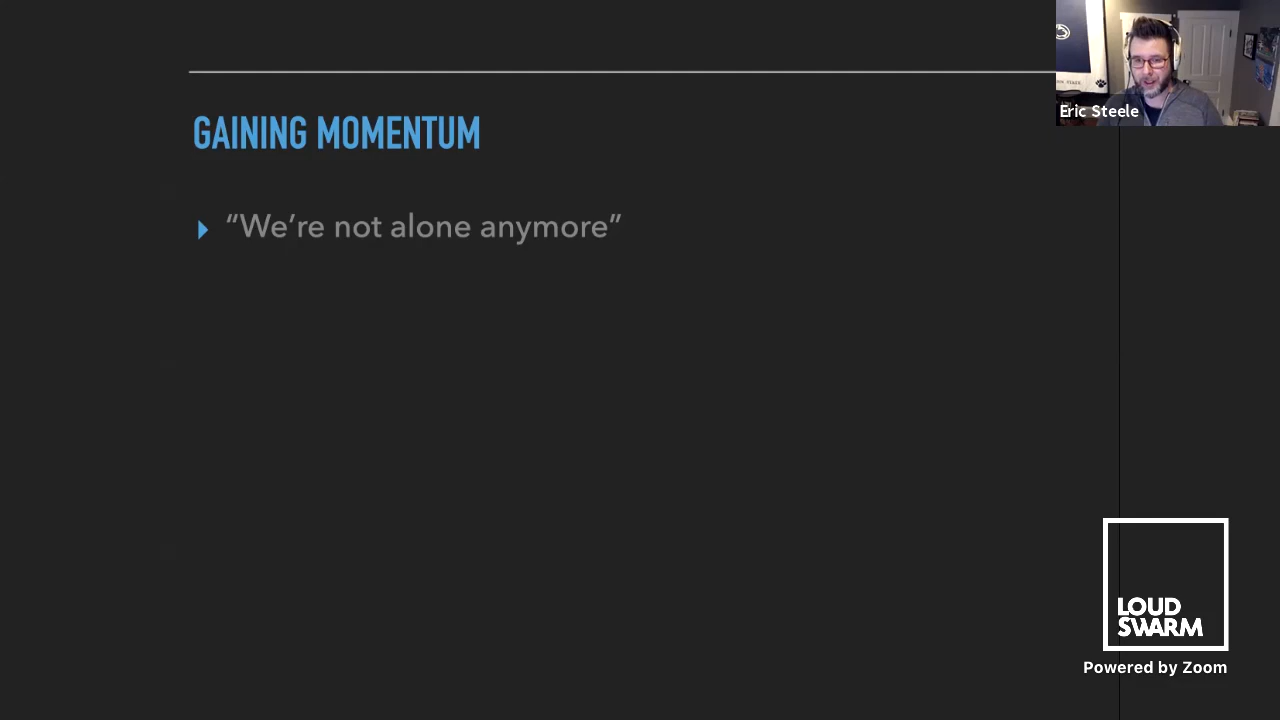 GAINING MOMENTUM
“We’re not alone anymore”
Eric Steele
LOUD
SWARM
Powered by Zoom